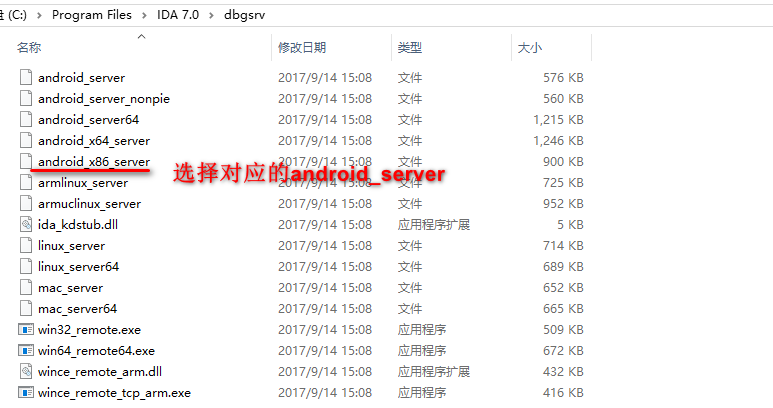 (C:) > Program Files > IDA 7.0 > dbgsrv
名称 修改日期 类型 大小
android_server 2017/9/14 15:08 文件 576 KB
android_server_nonpie 2017/9/14 15:08 文件 560 KB
android_server64 2017/9/14 15:08 文件 1,215 KB
android_x64_server 2017/9/14 15:08 文件 1,246 KB
android_x86_server 2017/9/14 15:08 文件 900 KB
选择对应的android_server
armlinux_server 2017/9/14 15:08 文件 725 KB
armuclinux_server 2017/9/14 15:08 文件 952 KB
ida_kdstub.dll 2017/9/14 15:08 应用程序扩展 5 KB
linux_server 2017/9/14 15:08 文件 714 KB
linux_server64 2017/9/14 15:08 文件 689 KB
mac_server 2017/9/14 15:08 文件 652 KB
mac_server64 2017/9/14 15:08 文件 665 KB
win32_remote.exe 2017/9/14 15:08 应用程序 509 KB
win64_remote64.exe 2017/9/14 15:08 应用程序 672 KB
wince_remote_arm.dll 2017/9/14 15:08 应用程序扩展 432 KB
wince_remote_tcp_arm.exe 2017/9/14 15:08 应用程序 416 KB